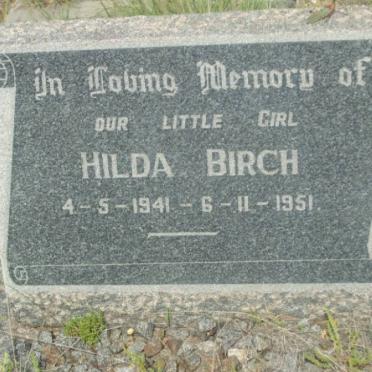 In Loving Memory of
OUR LITTLE GIRL
HILDA BIRCH
4-5-1941-6-11-1951